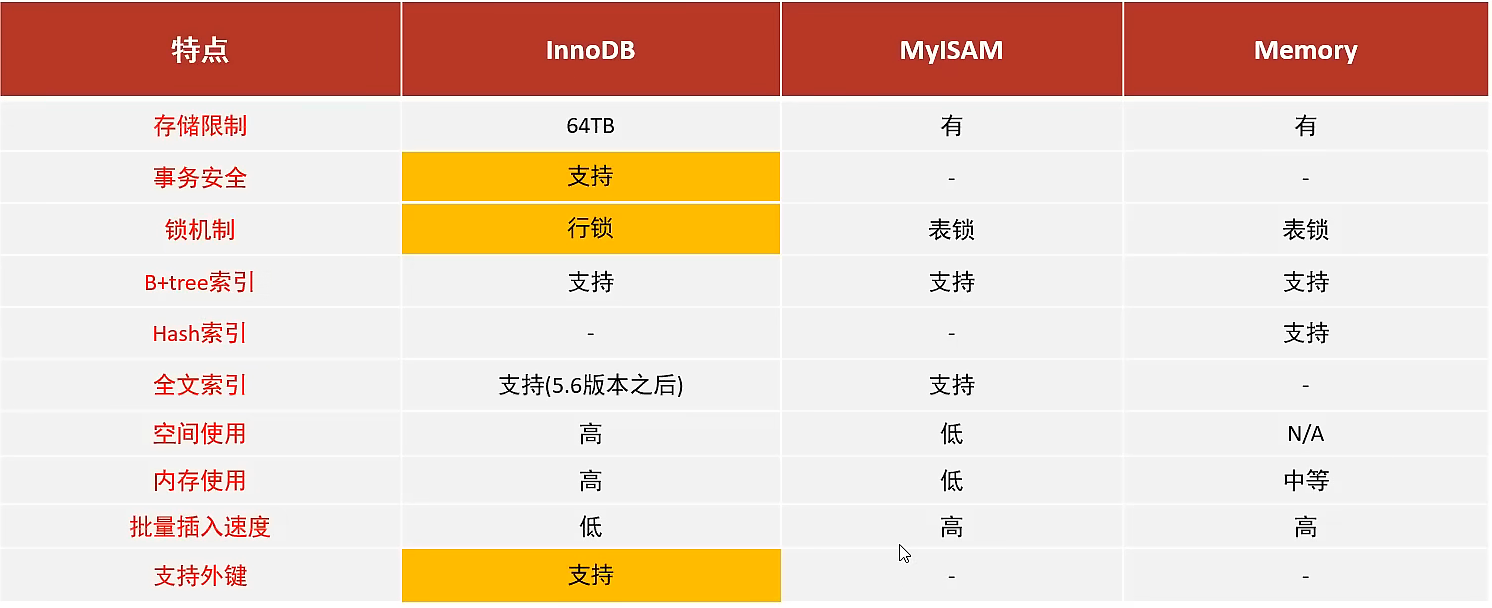 特点 InnoDB MyISAM Memory
存储限制 64TB 有 有
事务安全 支持 - -
锁机制 行锁 表锁 表锁
B+tree索引 支持 支持 支持
Hash索引 - - 支持
全文索引 支持(5.6版本之后) 支持 -
空间使用 高 低 N/A
内存使用 高 低 中等
批量插入速度 低 高 高
支持外键 支持 - -